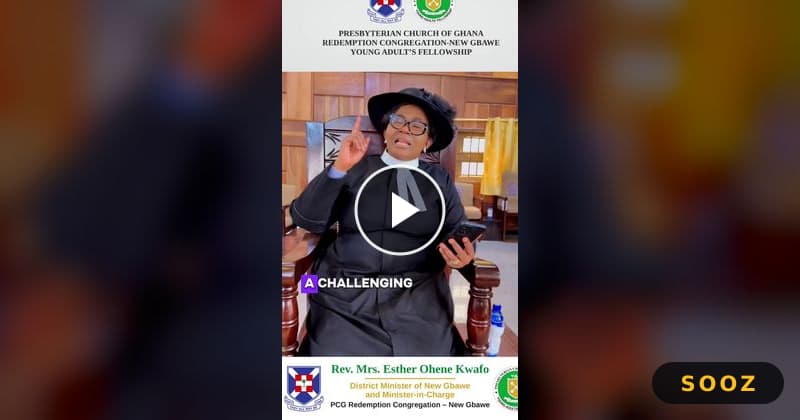 PRESBYTERIAN CHURCH OF GHANA
REDEMPTION CONGREGATION-NEW GBAWE
YOUNG ADULT'S FELLOWSHIP
A CHALLENGING
Rev. Mrs. Esther Ohene Kwafo
District Minister of New Gbawe
and Minister-in-Charge
PCG Redemption Congregation – New Gbawe
SOOZ